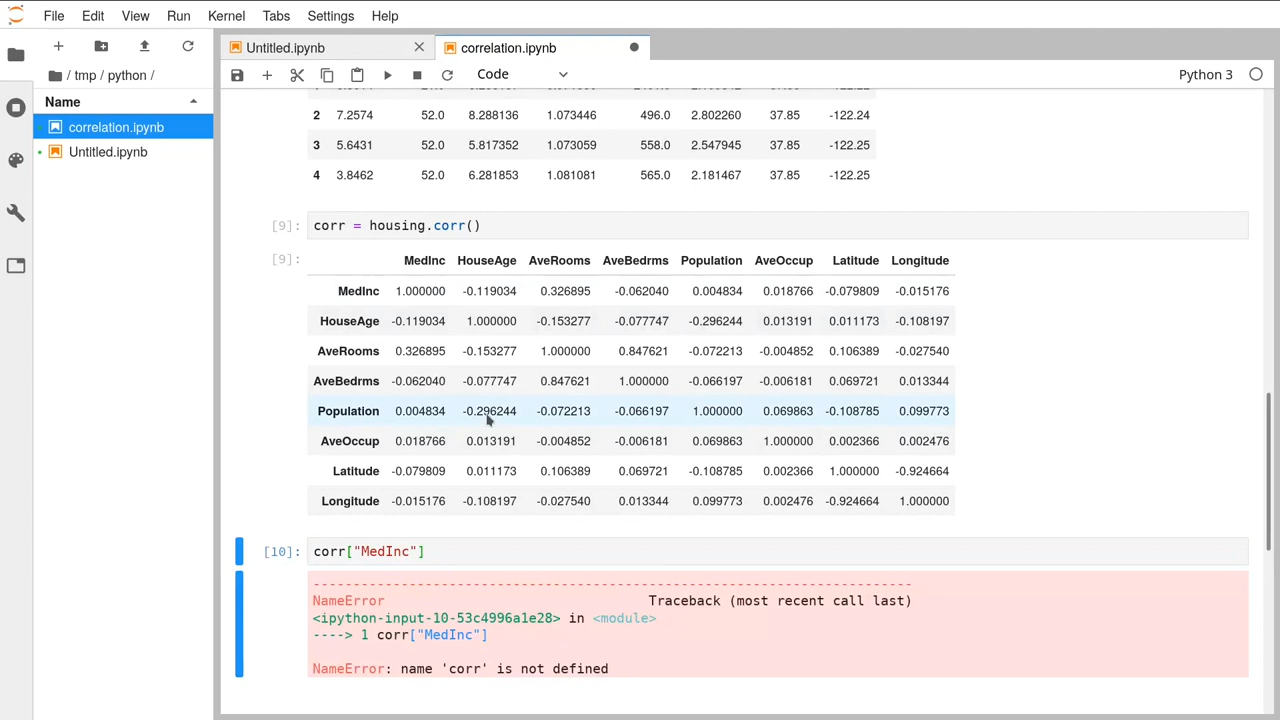 File Edit View Run Kernel Tabs Settings Help
Untitled.ipynb
correlation.ipynb
Code
Python 3
/ tmp / python /
Name
correlation.ipynb
Untitled.ipynb
2 7.2574 52.0 8.288136 1.073446 496.0 2.802260 37.85 -122.24
3 5.6431 52.0 5.817352 1.073059 558.0 2.547945 37.85 -122.25
4 3.8462 52.0 6.281853 1.081081 565.0 2.181467 37.85 -122.25
[9]: corr = housing.corr()
[9]: MedInc HouseAge AveRooms AveBedrms Population AveOccup Latitude Longitude
MedInc 1.000000 -0.119034 0.326895 -0.062040 0.004834 0.018766 -0.079809 -0.015176
HouseAge -0.119034 1.000000 -0.153277 -0.077747 -0.296244 0.013191 0.011173 -0.108197
AveRooms 0.326895 -0.153277 1.000000 0.847621 -0.072213 -0.004852 0.106389 -0.027540
AveBedrms -0.062040 -0.077747 0.847621 1.000000 -0.066197 -0.006181 0.069721 0.013344
Population 0.004834 -0.296244 -0.072213 -0.066197 1.000000 0.069863 -0.108785 0.099773
AveOccup 0.018766 0.013191 -0.004852 -0.006181 0.069863 1.000000 0.002366 0.002476
Latitude -0.079809 0.011173 0.106389 0.069721 -0.108785 0.002366 1.000000 -0.924664
Longitude -0.015176 -0.108197 -0.027540 0.013344 0.099773 0.002476 -0.924664 1.000000
[10]: corr["MedInc"]
---------------------------------------------------------------------------
NameError Traceback (most recent call last)
<ipython-input-10-53c4996a1e28> in <module>
----> 1 corr["MedInc"]
NameError: name 'corr' is not defined